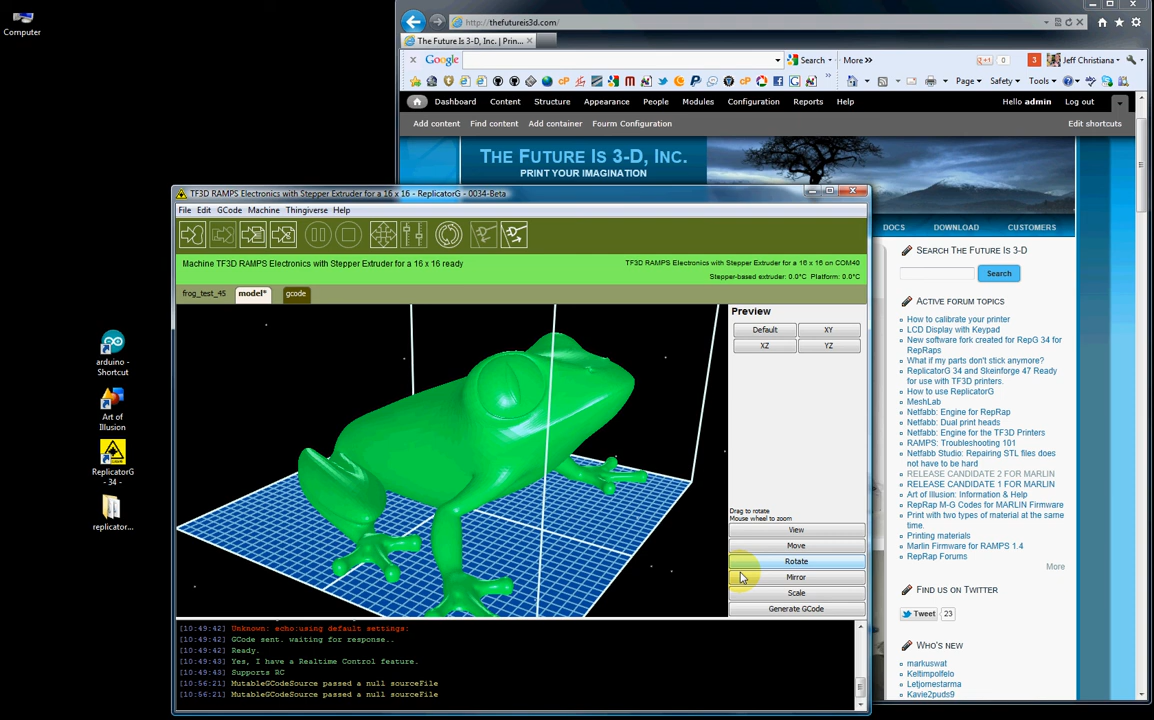 Computer
http://thefutureis3d.com/
The Future Is 3-D, Inc. | Prin...
Google
Search
More >>
0
3
Jeff Christiana
Page
Safety
Tools
Dashboard Content Structure Appearance People Modules Configuration Reports Help
Hello admin Log out
Add content Find content Add container Fourm Configuration
Edit shortcuts
THE FUTURE IS 3-D, INC.
PRINT YOUR IMAGINATION
DOCS DOWNLOAD CUSTOMERS
TF3D RAMPS Electronics with Stepper Extruder for a 16 x 16 - ReplicatorG - 0034-Beta
File Edit GCode Machine Thingiverse Help
Machine TF3D RAMPS Electronics with Stepper Extruder for a 16 x 16 ready
TF3D RAMPS Electronics with Stepper Extruder for a 16 x 16 on COM40
Stepper-based extruder: 0.0°C Platform: 0.0°C
frog_test_45
model*
gcode
Preview
Default
XY
XZ
YZ
Drag to rotate
Mouse wheel to zoom
View
Move
Rotate
Mirror
Scale
Generate GCode
[10:49:42] Unknown: echo:using default settings:
[10:49:42] GCode sent. waiting for response..
[10:49:42] Ready.
[10:49:43] Yes, I have a Realtime Control feature.
[10:49:43] Supports RC
[10:56:21] MutableGCodeSource passed a null sourceFile
[10:56:21] MutableGCodeSource passed a null sourceFile
arduino -
Shortcut
Art of
Illusion
ReplicatorG
- 34 -
replicator...
SEARCH THE FUTURE IS 3-D
Search
ACTIVE FORUM TOPICS
How to calibrate your printer
LCD Display with Keypad
New software fork created for RepG 34 for
RepRaps
What if my parts don't stick anymore?
ReplicatorG 34 and Skeinforge 47 Ready
for use with TF3D printers.
How to use ReplicatorG
MeshLab
Netfabb: Engine for RepRap
Netfabb: Dual print heads
Netfabb: Engine for the TF3D Printers
RAMPS: Troubleshooting 101
Netfabb Studio: Repairing STL files does
not have to be hard
RELEASE CANDIDATE 2 FOR MARLIN
RELEASE CANDIDATE 1 FOR MARLIN
Art of Illusion: Information & Help
RepRap M-G Codes for MARLIN Firmware
Print with two types of material at the same
time.
Printing materials
Marlin Firmware for RAMPS 1.4
RepRap Forums
More
FIND US ON TWITTER
Tweet
23
WHO'S NEW
markuswat
Keltimpolfelo
Letjornestarma
Kavie2puds9